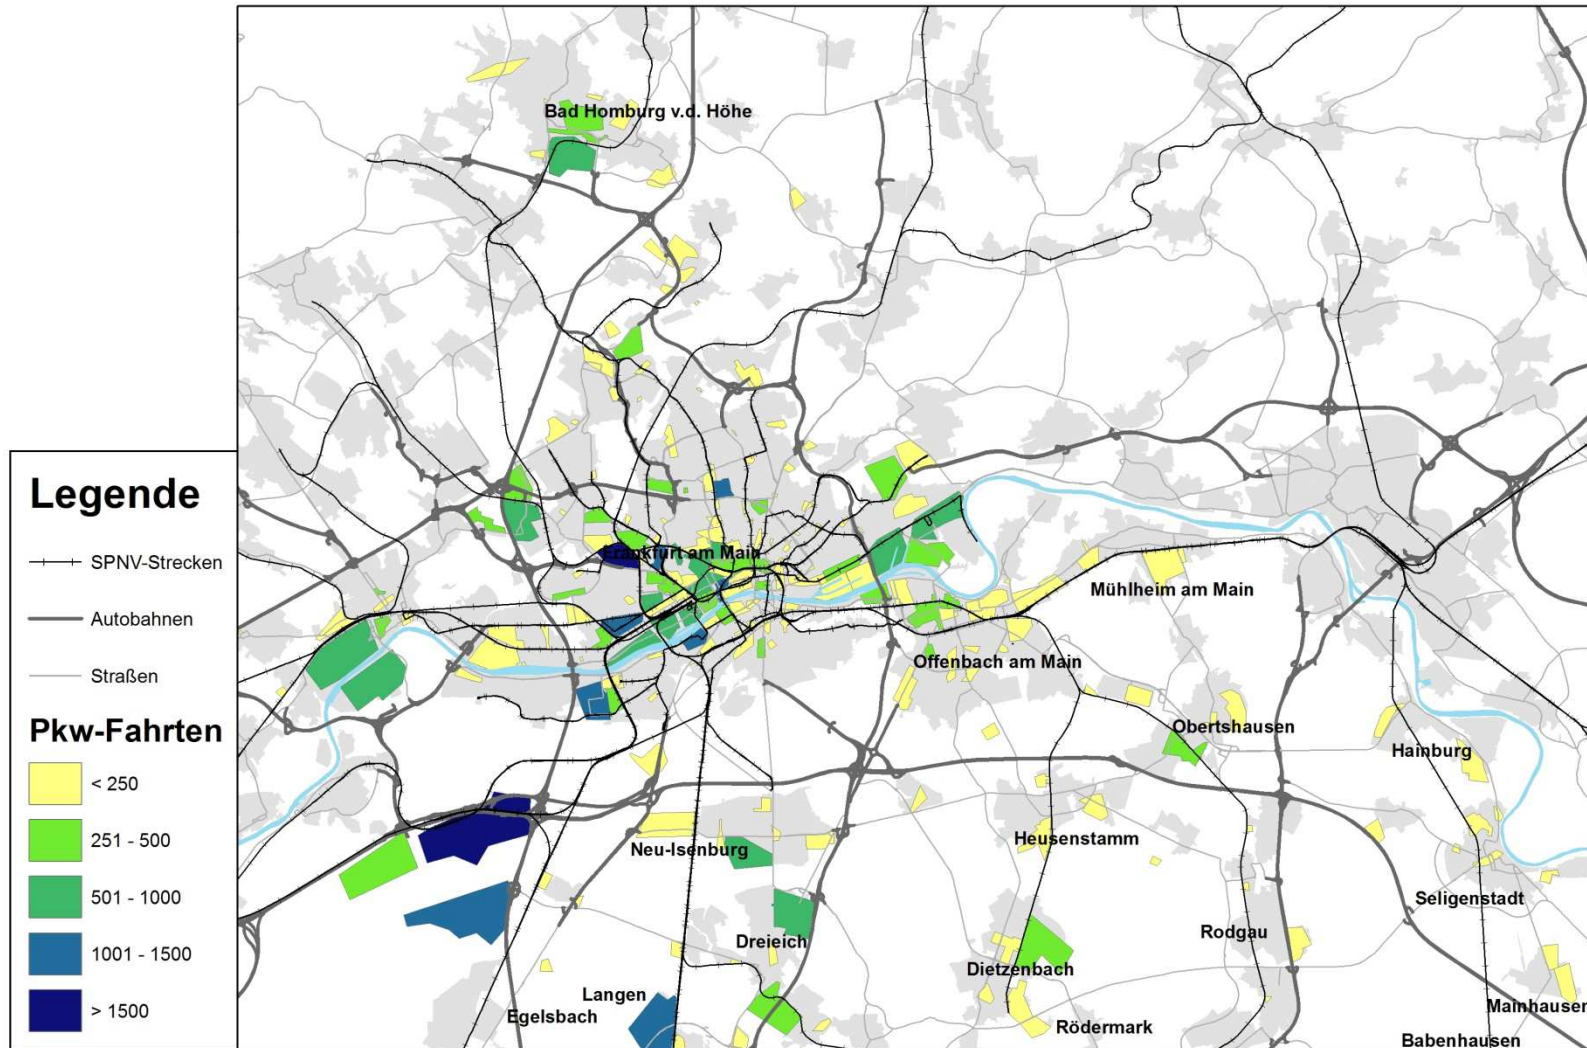 Legende
SPNV-Strecken
Autobahnen
Straßen
Pkw-Fahrten
< 250
251 - 500
501 - 1000
1001 - 1500
> 1500
Bad Homburg v.d. Höhe
Frankfurt am Main
Mühlheim am Main
Offenbach am Main
Obertshausen
Hainburg
Neu-Isenburg
Heusenstamm
Seligenstadt
Dreieich
Rodgau
Dietzenbach
Langen
Egelsbach
Rödermark
Mainhausen
Babenhausen